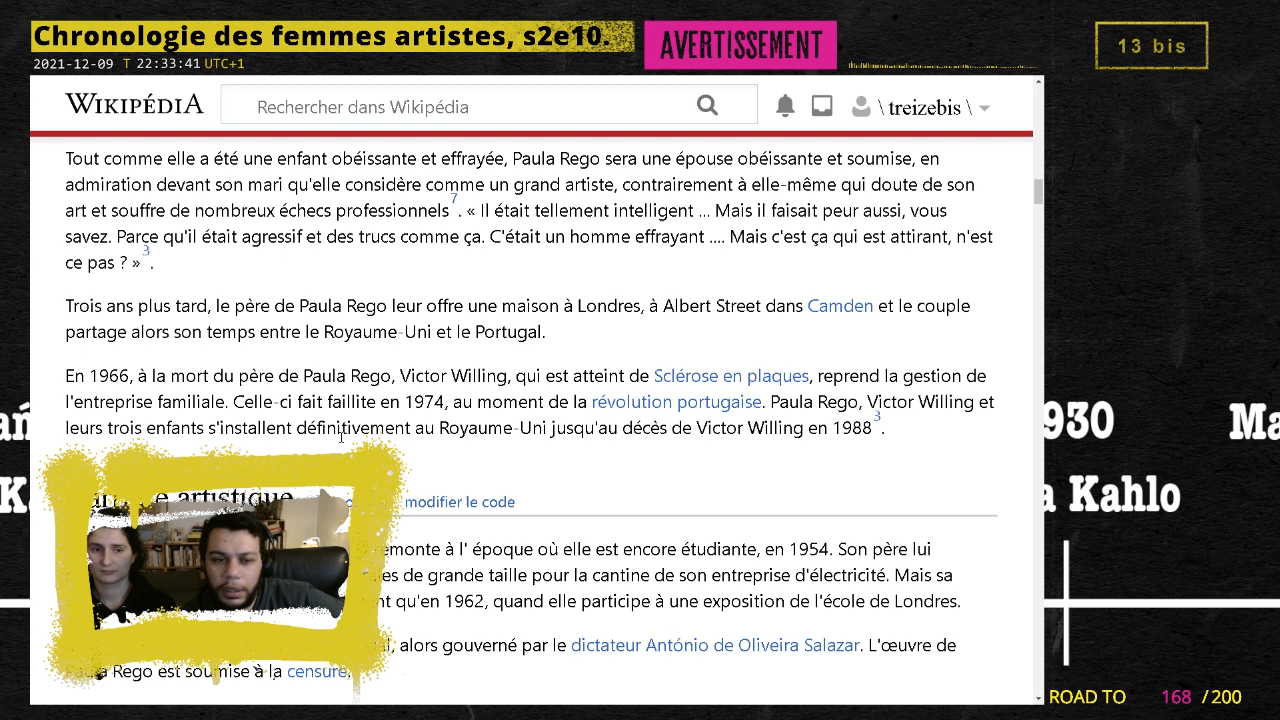 Chronologie des femmes artistes, s2e10.
AVERTISSEMENT
13 bis
2021-12-09 T 22:33:41 UTC+1
WIKIPÉDIA
Rechercher dans Wikipédia
\ treizebis \
Tout comme elle a été une enfant obéissante et effrayée, Paula Rego sera une épouse obéissante et soumise, en
admiration devant son mari qu'elle considère comme un grand artiste, contrairement à elle-même qui doute de son
art et souffre de nombreux échecs professionnels 7. « Il était tellement intelligent ... Mais il faisait peur aussi, vous
savez. Parce qu'il était agressif et des trucs comme ça. C'était un homme effrayant .... Mais c'est ça qui est attirant, n'est
ce pas ? » 3.
Trois ans plus tard, le père de Paula Rego leur offre une maison à Londres, à Albert Street dans Camden et le couple
partage alors son temps entre le Royaume-Uni et le Portugal.
En 1966, à la mort du père de Paula Rego, Victor Willing, qui est atteint de Sclérose en plaques, reprend la gestion de
l'entreprise familiale. Celle-ci fait faillite en 1974, au moment de la révolution portugaise. Paula Rego, Victor Willing et
leurs trois enfants s'installent définitivement au Royaume-Uni jusqu'au décès de Victor Willing en 1988 3.
artistique
modifier le code
remonte à l' époque où elle est encore étudiante, en 1954. Son père lui
es de grande taille pour la cantine de son entreprise d'électricité. Mais sa
nt qu'en 1962, quand elle participe à une exposition de l'école de Londres.
, alors gouverné par le dictateur António de Oliveira Salazar. L'œuvre de
Paula Rego est soumise à la censure.
930
Ma
a Kahlo
ROAD TO 168 / 200